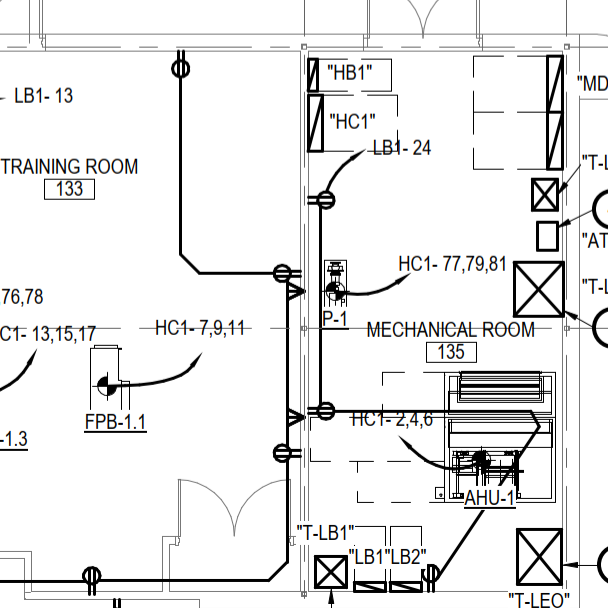 "HB1"
"MD
LB1- 13
"HC1"
LB1- 24
TRAINING ROOM
133
"T-L
"AT
HC1- 77,79,81
"T-L
76,78
P-1
C1- 13,15,17
HC1- 7,9,11
MECHANICAL ROOM
135
FPB-1.1
HC1- 2,4,6
-1.3
AHU-1
"T-LB1"
"LB1"
LB2"
"T-LEO"